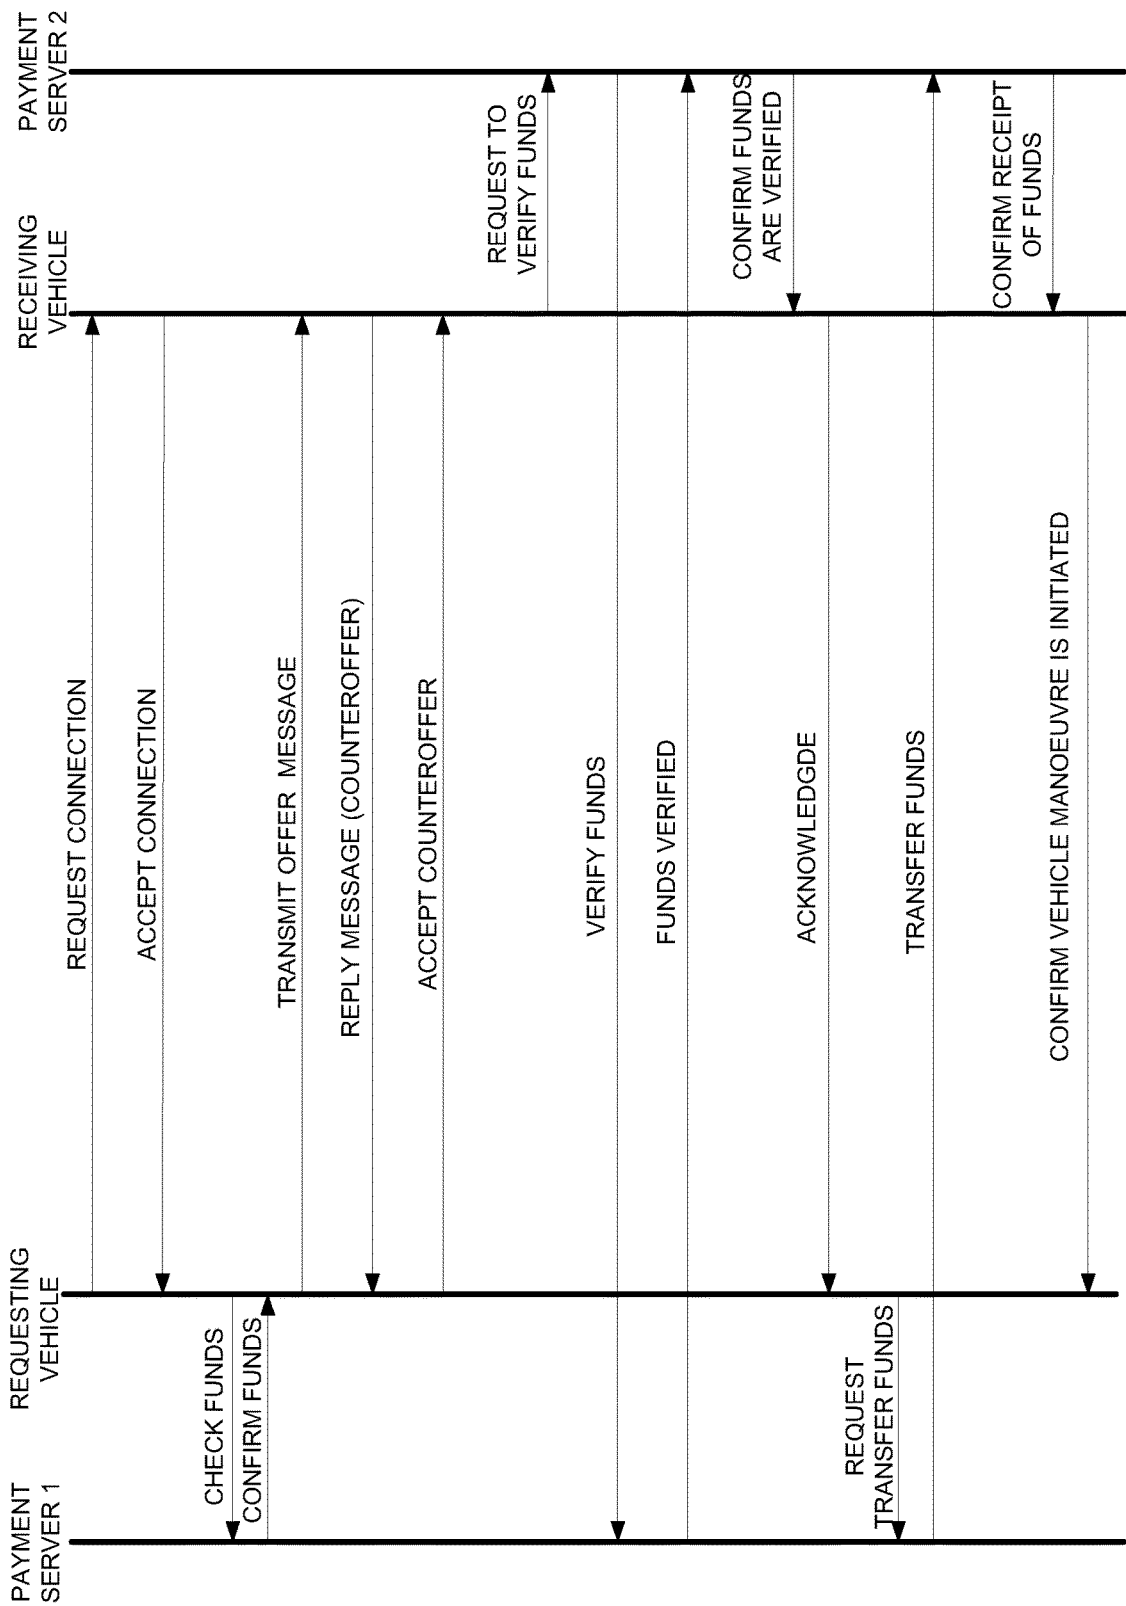 PAYMENT
SERVER 1
REQUESTING
VEHICLE
RECEIVING
VEHICLE
PAYMENT
SERVER 2
REQUEST CONNECTION
ACCEPT CONNECTION
CHECK FUNDS
CONFIRM FUNDS
TRANSMIT OFFER MESSAGE
REPLY MESSAGE (COUNTEROFFER)
ACCEPT COUNTEROFFER
REQUEST TO
VERIFY FUNDS
VERIFY FUNDS
FUNDS VERIFIED
CONFIRM FUNDS
ARE VERIFIED
ACKNOWLEDGDE
REQUEST
TRANSFER FUNDS
TRANSFER FUNDS
CONFIRM RECEIPT
OF FUNDS
CONFIRM VEHICLE MANOEUVRE IS INITIATED